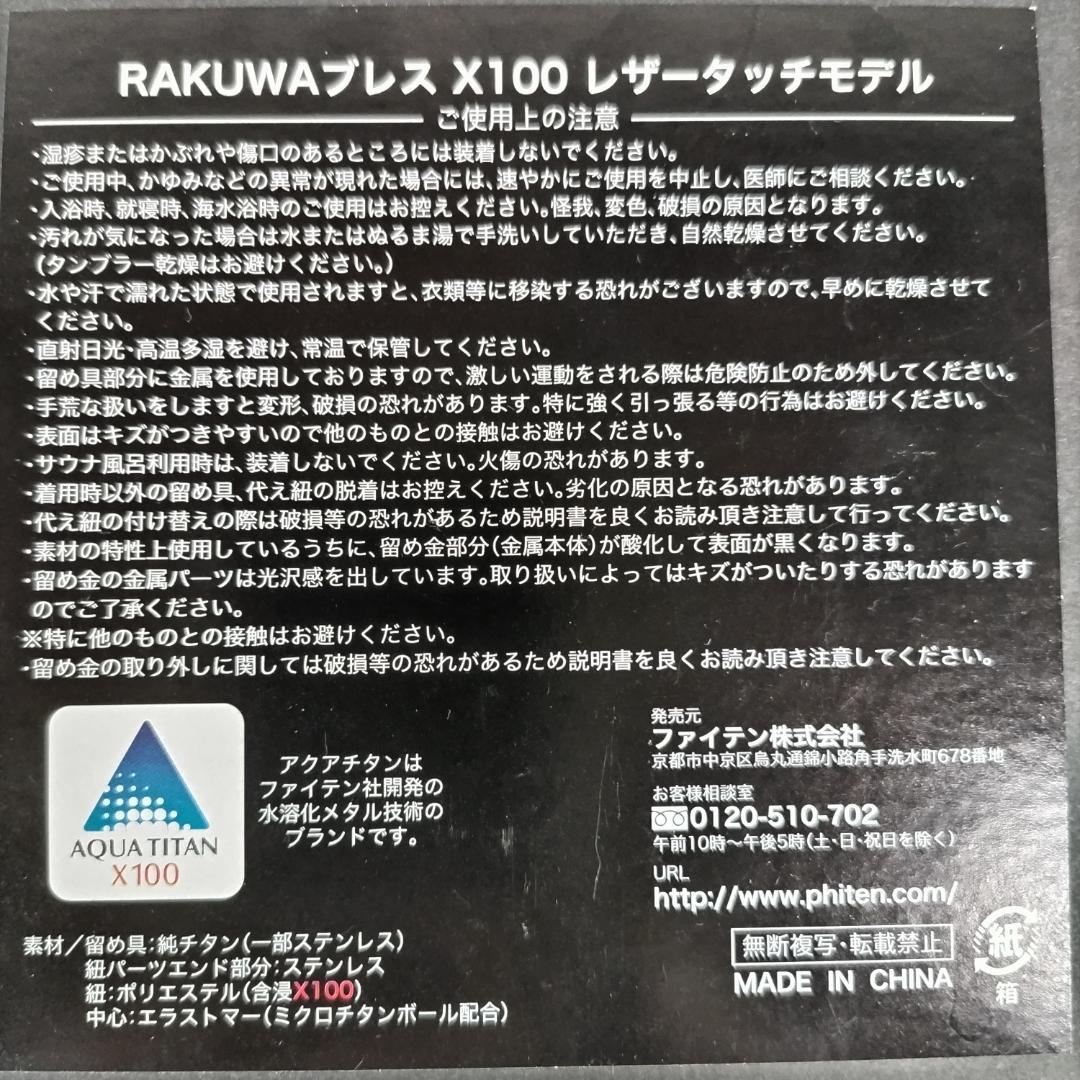 RAKUWAブレス X100 レザータッチモデル
ご使用上の注意
・湿疹またはかぶれや傷口のあるところには装着しないでください。
・ご使用中、かゆみなどの異常が現れた場合には、速やかにご使用を中止し、医師にご相談ください。
・入浴時、就寝時、海水浴時のご使用はお控えください。怪我、変色、破損の原因となります。
・汚れが気になった場合は水またはぬるま湯で手洗いしていただき、自然乾燥させてください。
(タンブラー乾燥はお避けください。)
・水や汗で濡れた状態で使用されますと、衣類等に移染する恐れがございますので、早めに乾燥させて
ください。
・直射日光・高温多湿を避け、常温で保管してください。
・留め具部分に金属を使用しておりますので、激しい運動をされる際は危険防止のため外してください。
・手荒な扱いをしますと変形、破損の恐れがあります。特に強く引っ張る等の行為はお避けください。
・表面はキズがつきやすいので他のものとの接触はお避けください。
・サウナ風呂利用時は、装着しないでください。火傷の恐れがあります。
・着用時以外の留め具、代え紐の脱着はお控えください。劣化の原因となる恐れがあります。
・代え紐の付け替えの際は破損等の恐れがあるため説明書を良くお読み頂き注意して行ってください。
・素材の特性上使用しているうちに、留め金部分(金属本体)が酸化して表面が黒くなります。
・留め金の金属パーツは光沢感を出しています。取り扱いによってはキズがついたりする恐れがあります
のでご了承ください。
※特に他のものとの接触はお避けください。
・留め金の取り外しに関しては破損等の恐れがあるため説明書を良くお読み頂き注意してください。
AQUA TITAN
X100
アクアチタンは
ファイテン社開発の
水溶化メタル技術の
ブランドです。
発売元
ファイテン株式会社
京都市中京区烏丸通錦小路角手洗水町678番地
お客様相談室
0120-510-702
午前10時〜午後5時(土・日・祝日を除く)
URL
http://www.phiten.com/
素材/留め具:純チタン(一部ステンレス)
紐パーツエンド部分:ステンレス
紐:ポリエステル(含浸X100)
中心:エラストマー(ミクロチタンボール配合)
無断複写・転載禁止
MADE IN CHINA
紙
箱